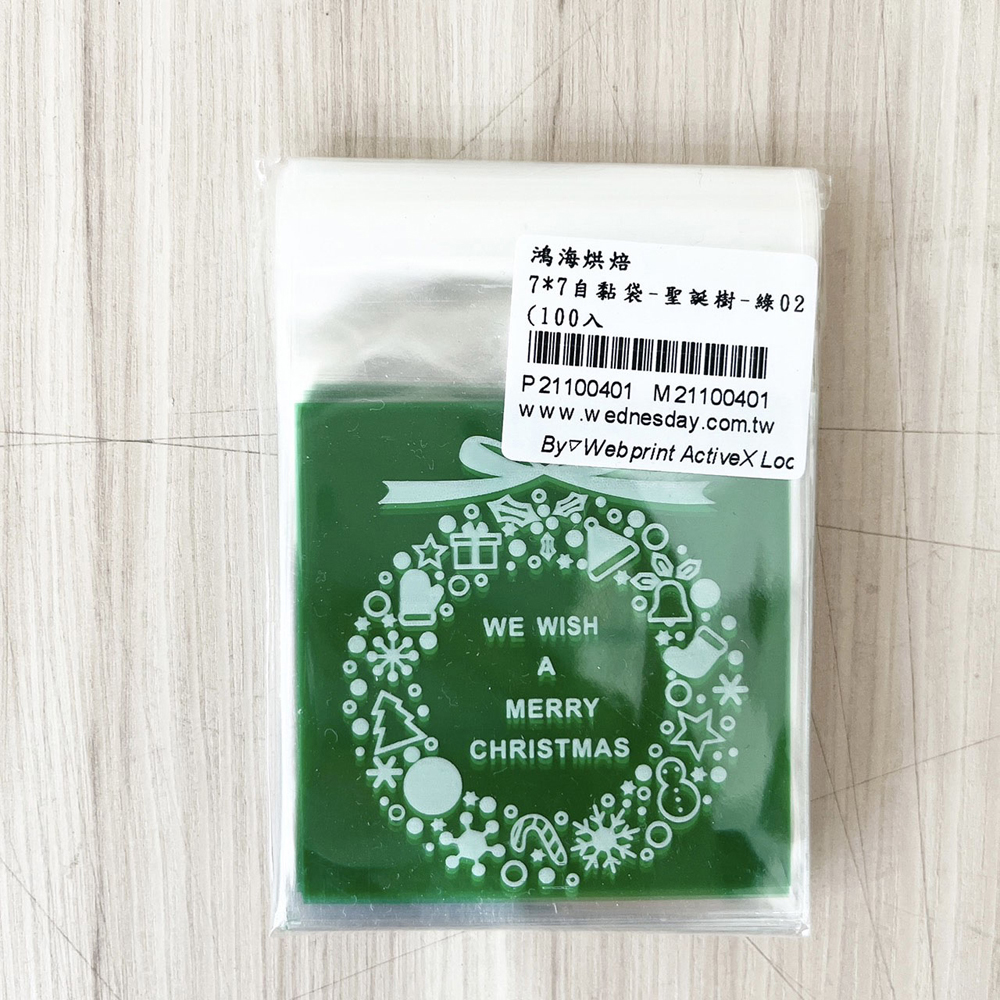 鴻海烘焙
7*7自黏袋-聖誕樹-綠02
(100入
P21100401 M21100401
www.wednesday.com.tw
By▽Webprint ActiveX Loc
WE WISH
A
MERRY
CHRISTMAS